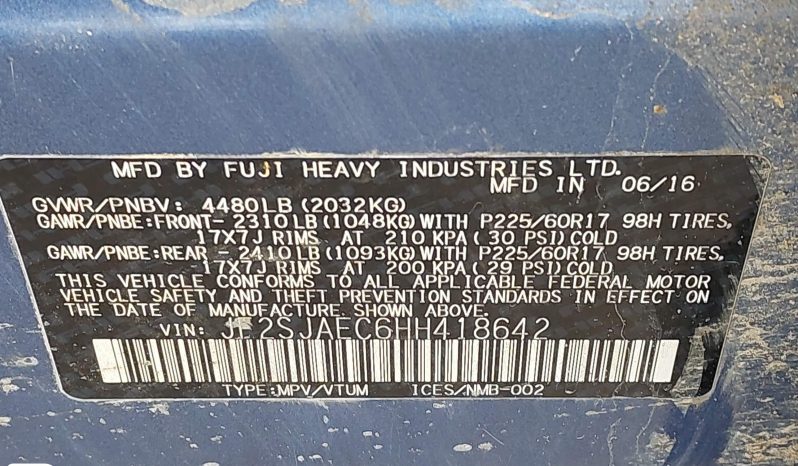 MFD BY FUJI HEAVY INDUSTRIES LTD.
MFD IN 06/16
GVWR/PNBV: 4480LB (2032KG)
GAWR/PNBE:FRONT- 2310LB (1048KG) WITH P225/60R17 98H TIRES,
17X7J RIMS AT 210 KPA( 30 PSI) COLD
GAWR/PNBE:REAR - 2410LB (1093KG) WITH P225/60R17 98H TIRES,
17X7J RIMS AT 200 KPA( 29 PSI) COLD
THIS VEHICLE CONFORMS TO ALL APPLICABLE FEDERAL MOTOR
VEHICLE SAFETY AND THEFT PREVENTION STANDARDS IN EFFECT ON
THE DATE OF MANUFACTURE SHOWN ABOVE.
VIN: JF2SJAEC6HH418642
TYPE:MPV/VTUM ICES/NMB-002